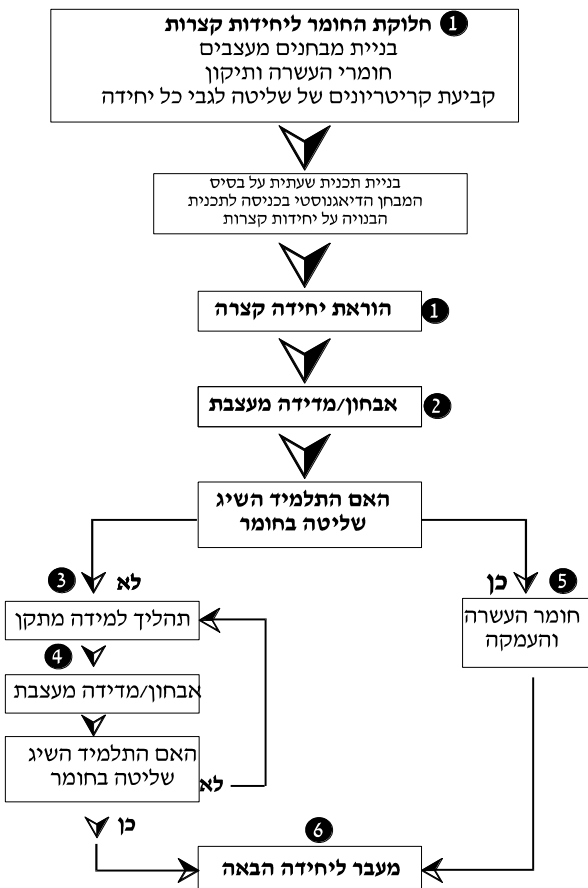 1 חלוקת החומר ליחידות קצרות
בניית מבחנים מעצבים
חומרי העשרה ותיקון
קביעת קריטריונים של שליטה לגבי כל יחידה
בניית תכנית שעתית על בסיס
המבחן הדיאגנוסטי בכניסה לתכנית
הבנויה על יחידות קצרות
1 הוראת יחידה קצרה
2 אבחון/מדידה מעצבת
האם התלמיד השיג
שליטה בחומר
5 כן
חומר העשרה
והעמקה
לא 3
תהליך למידה מתקן
4
אבחון/מדידה מעצבת
האם התלמיד השיג
שליטה בחומר
לא
כן
6
מעבר ליחידה הבאה